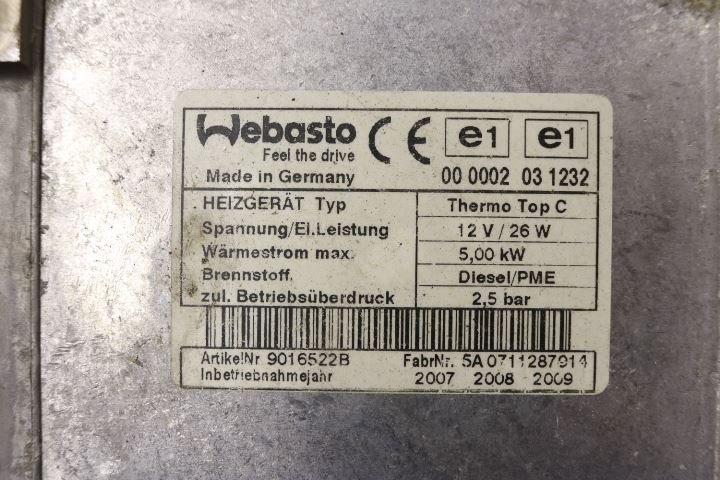 Webasto CE e1 e1
Feel the drive
Made in Germany 00 0002 03 1232
HEIZGERÄT Typ Thermo Top C
Spannung/El.Leistung 12 V / 26 W
Wärmestrom max. 5,00 kW
Brennstoff. Diesel/PME
zul. Betriebsüberdruck 2,5 bar
ArtikelNr 9016522B FabrNr. SA 0711287914
Inbetriebnahmejahr 2007 2008 2009